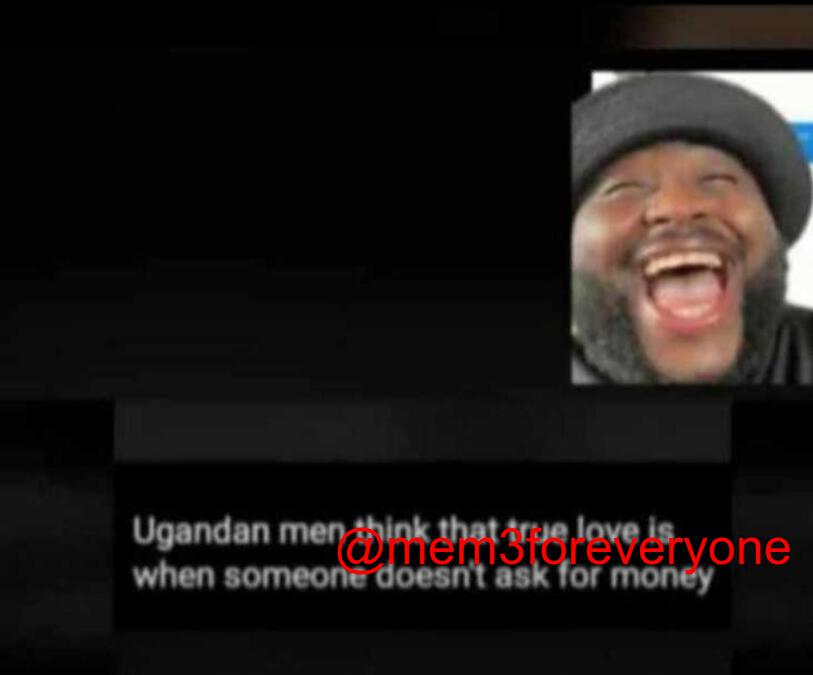 Ugandan men think that true love is
@mem3foreveryone
when someone doesn't ask for money